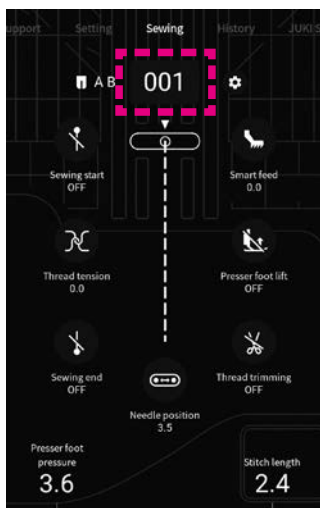 upport Setting Sewing History JUKI S
A B 001
Sewing start
OFF
Smart feed
0.0
Thread tension
0.0
Presser foot lift
OFF
Sewing end
OFF
Thread trimming
OFF
Needle position
3.5
Presser foot
pressure
3.6
Stitch length
2.4